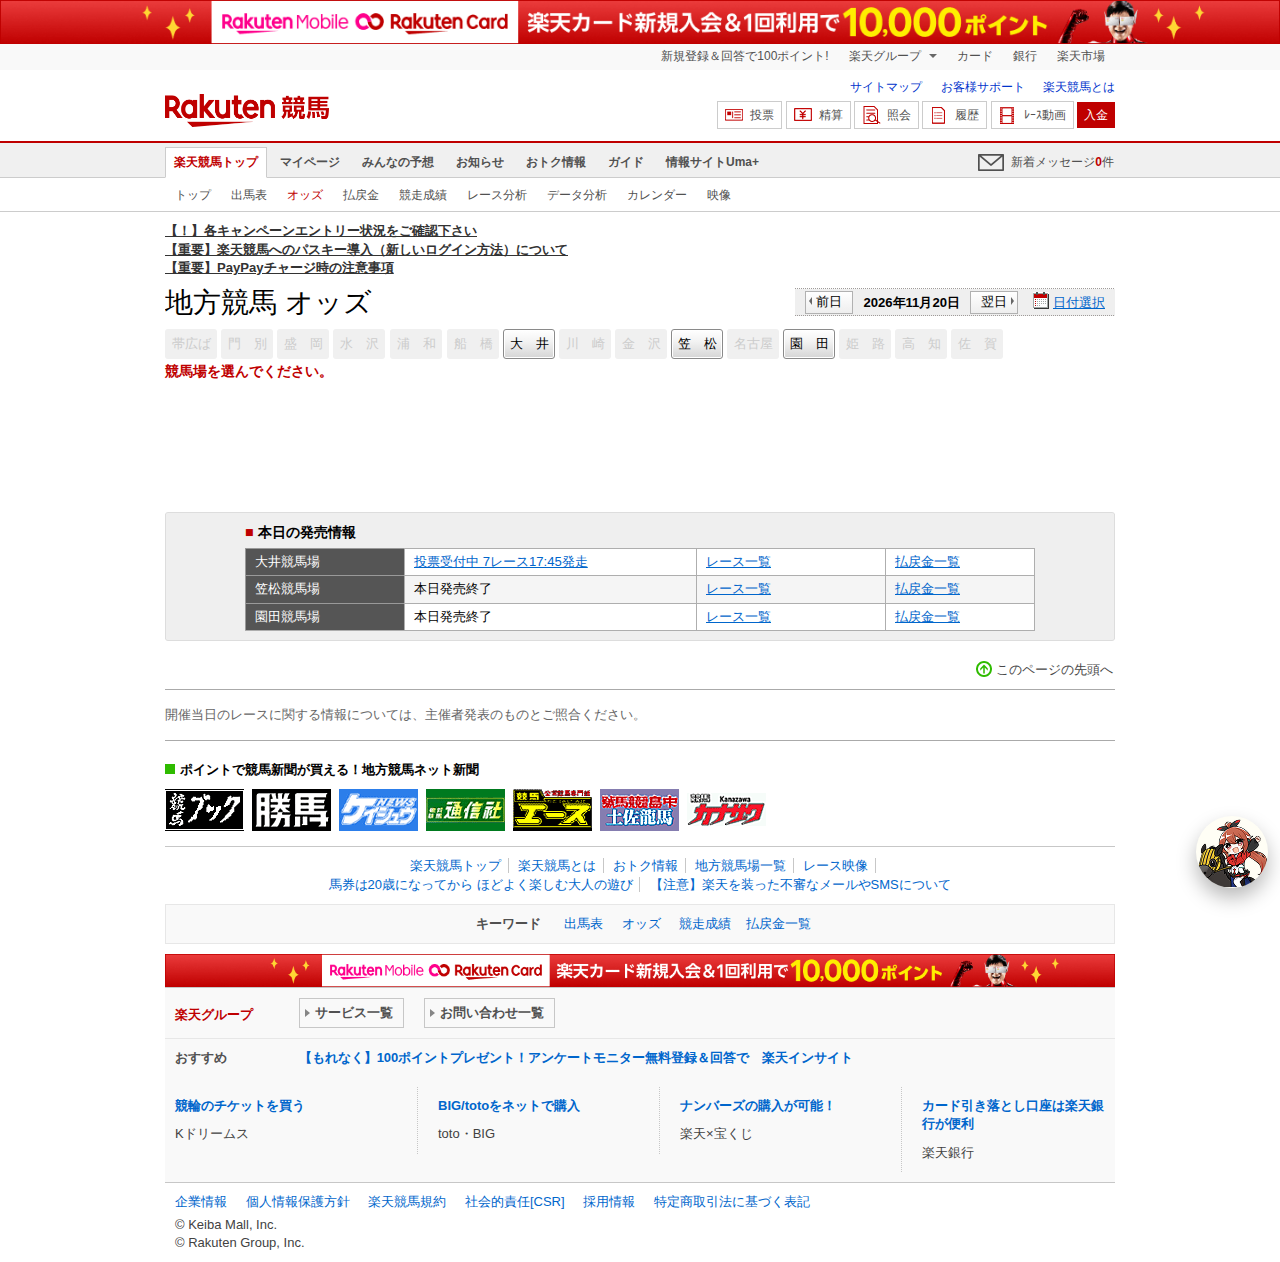 Rakuten Mobile Rakuten Card 楽天カード新規入会＆1回利用で10,000ポイント
新規登録＆回答で100ポイント! 楽天グループ カード 銀行 楽天市場
サイトマップ お客様サポート 楽天競馬とは
Rakuten 競馬
投票 精算 照会 履歴 ﾚｰｽ動画 入金
楽天競馬トップ マイページ みんなの予想 お知らせ おトク情報 ガイド 情報サイトUma+ 新着メッセージ0件
トップ 出馬表 オッズ 払戻金 競走成績 レース分析 データ分析 カレンダー 映像
【！】各キャンペーンエントリー状況をご確認下さい
【重要】楽天競馬へのパスキー導入（新しいログイン方法）について
【重要】PayPayチャージ時の注意事項
地方競馬 オッズ
前日 2026年11月20日 翌日 日付選択
帯広ば 門　別 盛　岡 水　沢 浦　和 船　橋 大　井 川　崎 金　沢 笠　松 名古屋 園　田 姫　路 高　知 佐　賀
競馬場を選んでください。
■ 本日の発売情報
大井競馬場 投票受付中 7レース17:45発走 レース一覧 払戻金一覧
笠松競馬場 本日発売終了 レース一覧 払戻金一覧
園田競馬場 本日発売終了 レース一覧 払戻金一覧
このページの先頭へ
開催当日のレースに関する情報については、主催者発表のものとご照合ください。
ポイントで競馬新聞が買える！地方競馬ネット新聞
競馬ブック 勝馬 ケイシュウNEWS 通信社 競馬エース 土佐龍馬 Kanazawa カナザワ
楽天競馬トップ 楽天競馬とは おトク情報 地方競馬場一覧 レース映像
馬券は20歳になってから ほどよく楽しむ大人の遊び 【注意】楽天を装った不審なメールやSMSについて
キーワード 出馬表 オッズ 競走成績 払戻金一覧
Rakuten Mobile Rakuten Card 楽天カード新規入会＆1回利用で10,000ポイント
楽天グループ サービス一覧 お問い合わせ一覧
おすすめ 【もれなく】100ポイントプレゼント！アンケートモニター無料登録＆回答で　楽天インサイト
競輪のチケットを買う
Kドリームス
BIG/totoをネットで購入
toto・BIG
ナンバーズの購入が可能！
楽天×宝くじ
カード引き落とし口座は楽天銀
行が便利
楽天銀行
企業情報 個人情報保護方針 楽天競馬規約 社会的責任[CSR] 採用情報 特定商取引法に基づく表記
© Keiba Mall, Inc.
© Rakuten Group, Inc.